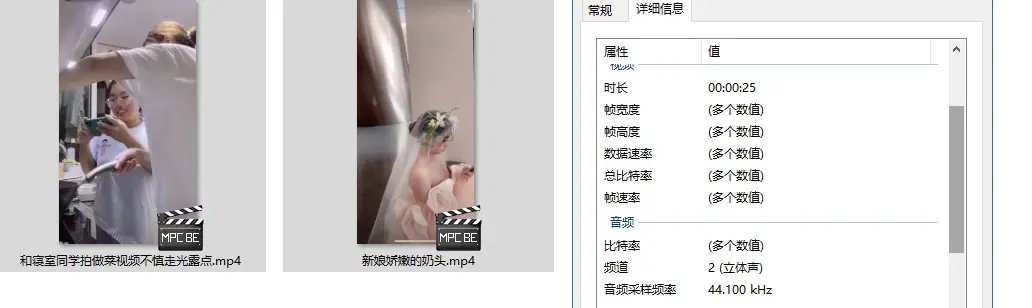 MPC BE
和寝室同学拍做菜视频不慎走光露点.mp4
MPC BE
新娘娇嫩的奶头.mp4
常规
详细信息
属性 值
视频
时长 00:00:25
帧宽度 (多个数值)
帧高度 (多个数值)
数据速率 (多个数值)
总比特率 (多个数值)
帧速率 (多个数值)
音频
比特率 (多个数值)
频道 2 (立体声)
音频采样频率 44.100 kHz